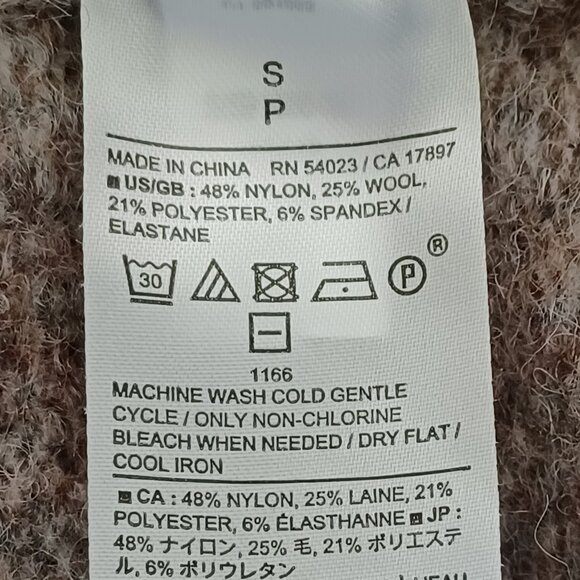 S
P
MADE IN CHINA RN 54023 / CA 17897
US/GB : 48% NYLON, 25% WOOL,
21% POLYESTER, 6% SPANDEX /
ELASTANE
30 P ®
1166
MACHINE WASH COLD GENTLE
CYCLE / ONLY NON-CHLORINE
BLEACH WHEN NEEDED / DRY FLAT /
COOL IRON
CA : 48% NYLON, 25% LAINE, 21%
POLYESTER, 6% ÉLASTHANNE JP :
48% ナイロン, 25% 毛, 21% ポリエステ
ル, 6% ポリウレタン